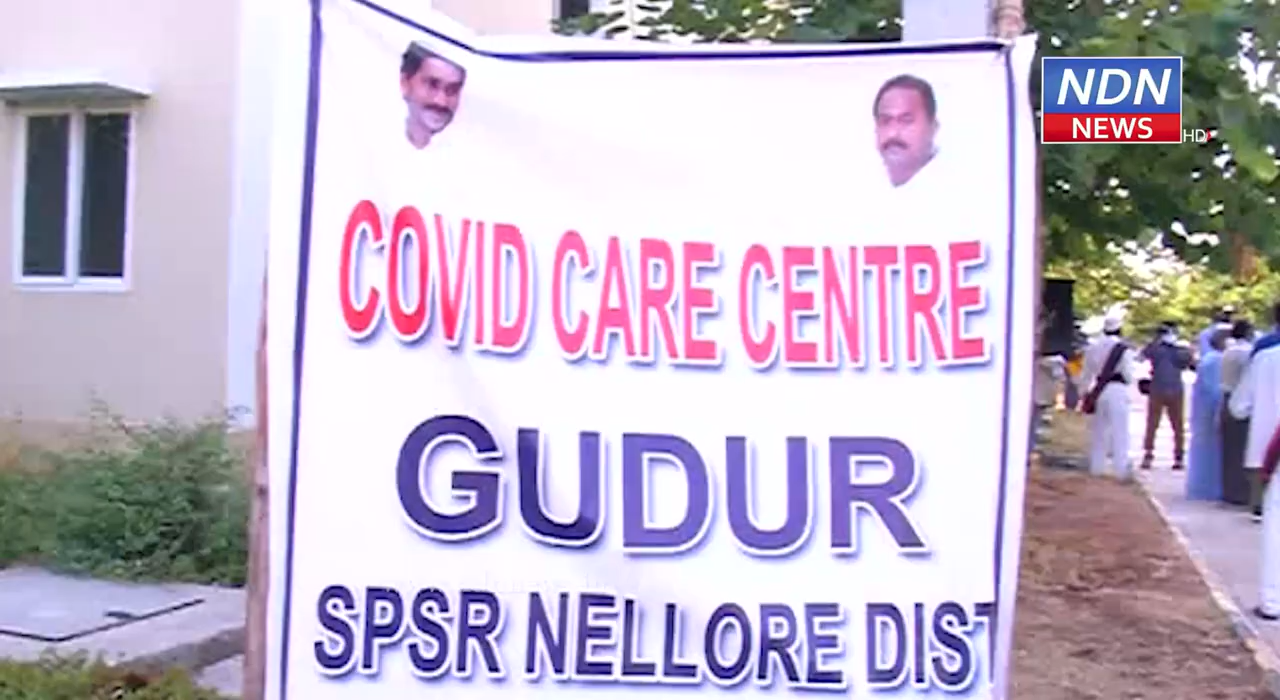 NDN
NEWS
HD
COVID CARE CENTRE
GUDUR
SPSR NELLORE DIST